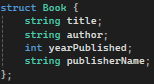 struct Book {
    string title;
    string author;
    int yearPublished;
    string publisherName;
};